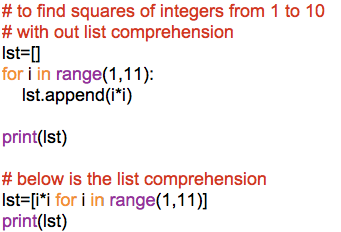 # to find squares of integers from 1 to 10
# with out list comprehension
lst=[]
for i in range(1,11):
    lst.append(i*i)
print(lst)
# below is the list comprehension
lst=[i*i for i in range(1,11)]
print(lst)